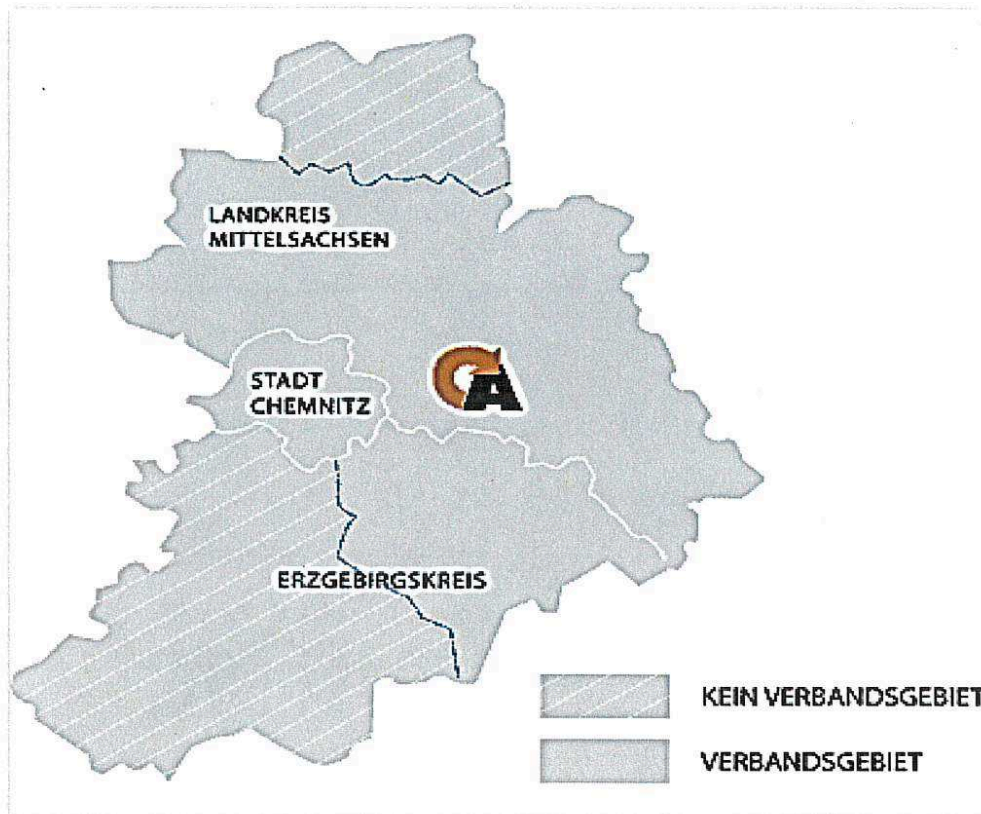 LANDKREIS
MITTELSACHSEN
STADT
CHEMNITZ
A
ERZGEBIRGSKREIS
KEIN VERBANDSGEBIET
VERBANDSGEBIET